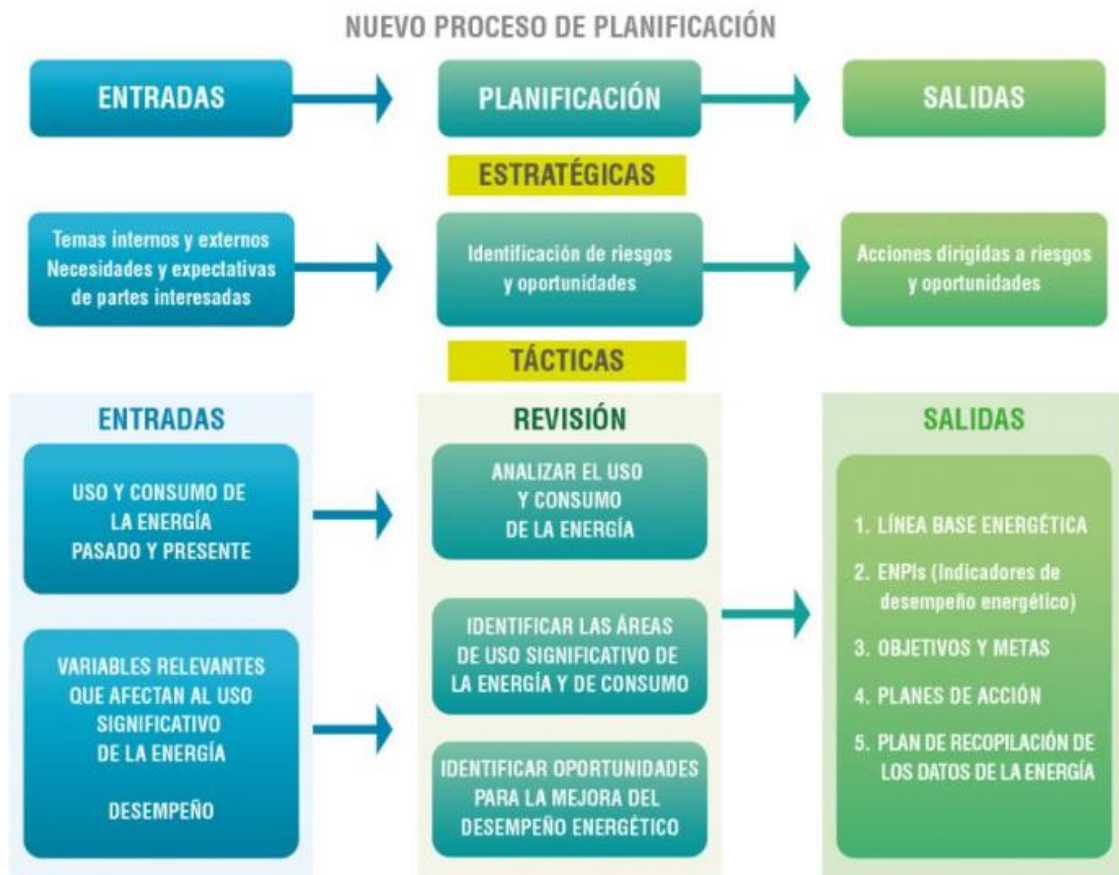 NUEVO PROCESO DE PLANIFICACIÓN
ENTRADAS
PLANIFICACIÓN
SALIDAS
ESTRATÉGICAS
Temas internos y externos
Necesidades y expectativas
de partes interesadas
Identificación de riesgos
y oportunidades
Acciones dirigidas a riesgos
y oportunidades
TÁCTICAS
ENTRADAS
USO Y CONSUMO DE
LA ENERGÍA
PASADO Y PRESENTE
VARIABLES RELEVANTES
QUE AFECTAN AL USO
SIGNIFICATIVO
DE LA ENERGÍA
DESEMPEÑO
REVISIÓN
ANALIZAR EL USO
Y CONSUMO
DE LA ENERGÍA
IDENTIFICAR LAS ÁREAS
DE USO SIGNIFICATIVO DE
LA ENERGÍA Y DE CONSUMO
IDENTIFICAR OPORTUNIDADES
PARA LA MEJORA DEL
DESEMPEÑO ENERGÉTICO
SALIDAS
1. LÍNEA BASE ENERGÉTICA
2. ENPIs (Indicadores de
desempeño energético)
3. OBJETIVOS Y METAS
4. PLANES DE ACCIÓN
5. PLAN DE RECOPILACIÓN DE
LOS DATOS DE LA ENERGÍA